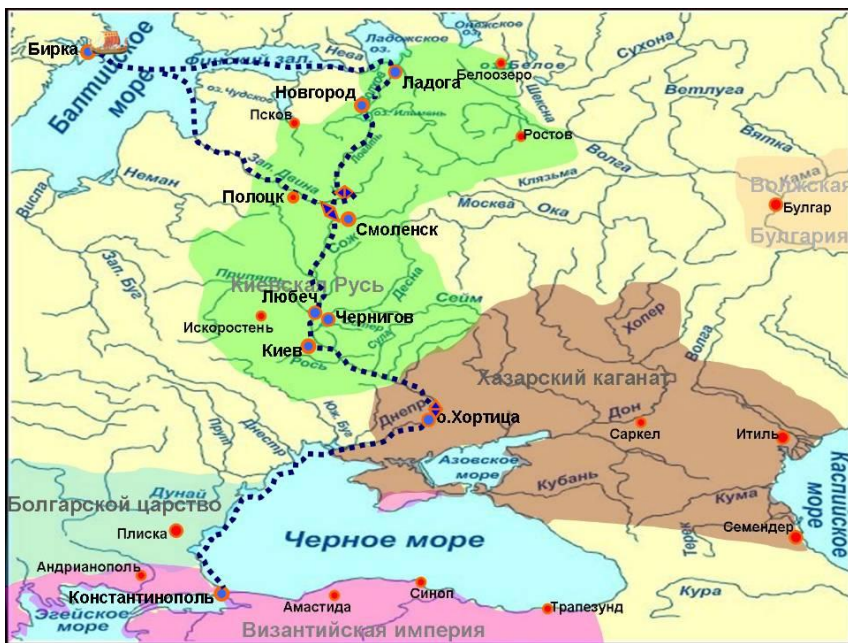 Бирка
Балтийское
море
Финский зал.
Нева
Ладожское
оз.
Онежское
оз.
Ладога
Новгород
оз. Чудское
Псков
оз. Ильмень
Ловать
оз. Белое
Белоозеро
Шексна
Сухона
Ветлуга
Вятка
Ростов
Волга
Клязьма
Москва
Ока
Кама
Волжская
Булгар
Булгария
Висла
Неман
Зап. Двина
Полоцк
Смоленск
Сож
Зап. Буг
Припять
Киевская Русь
Десна
Сейм
Любеч
Чернигов
Искоростень
Сула
Киев
Рось
Хопер
Волга
Хазарский каганат
Днепр
о.Хортица
Юж. Буг
Днестр
Прут
Дон
Саркел
Итиль
Азовское
море
Кубань
Кума
Каспийское
море
Семендер
Терек
Дунай
Болгарской царство
Плиска
Черное море
Андрианополь
Константинополь
Эгейское
море
Амастида
Синоп
Трапезунд
Кура
Византийская империя